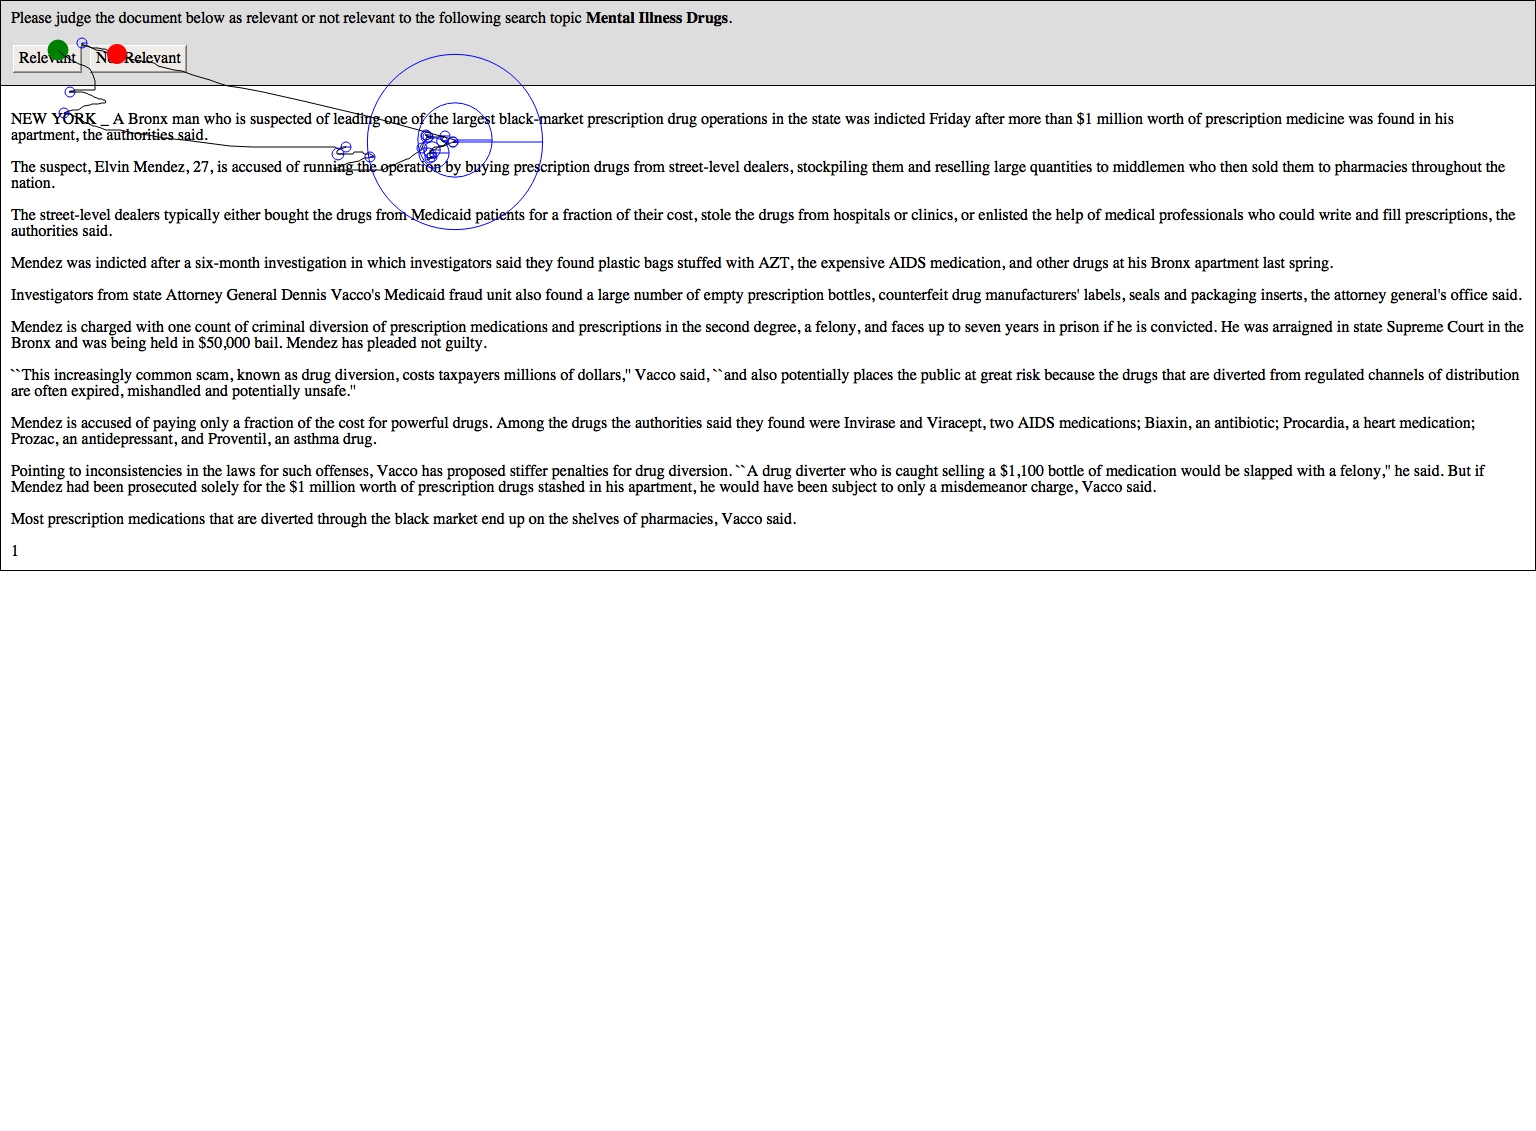 Please judge the document below as relevant or not relevant to the following search topic Mental Illness Drugs.
Relevant Not Relevant
NEW YORK _ A Bronx man who is suspected of leading one of the largest black-market prescription drug operations in the state was indicted Friday after more than $1 million worth of prescription medicine was found in his
apartment, the authorities said.
The suspect, Elvin Mendez, 27, is accused of running the operation by buying prescription drugs from street-level dealers, stockpiling them and reselling large quantities to middlemen who then sold them to pharmacies throughout the
nation.
The street-level dealers typically either bought the drugs from Medicaid patients for a fraction of their cost, stole the drugs from hospitals or clinics, or enlisted the help of medical professionals who could write and fill prescriptions, the
authorities said.
Mendez was indicted after a six-month investigation in which investigators said they found plastic bags stuffed with AZT, the expensive AIDS medication, and other drugs at his Bronx apartment last spring.
Investigators from state Attorney General Dennis Vacco's Medicaid fraud unit also found a large number of empty prescription bottles, counterfeit drug manufacturers' labels, seals and packaging inserts, the attorney general's office said.
Mendez is charged with one count of criminal diversion of prescription medications and prescriptions in the second degree, a felony, and faces up to seven years in prison if he is convicted. He was arraigned in state Supreme Court in the
Bronx and was being held in $50,000 bail. Mendez has pleaded not guilty.
``This increasingly common scam, known as drug diversion, costs taxpayers millions of dollars,'' Vacco said, ``and also potentially places the public at great risk because the drugs that are diverted from regulated channels of distribution
are often expired, mishandled and potentially unsafe.''
Mendez is accused of paying only a fraction of the cost for powerful drugs. Among the drugs the authorities said they found were Invirase and Viracept, two AIDS medications; Biaxin, an antibiotic; Procardia, a heart medication;
Prozac, an antidepressant, and Proventil, an asthma drug.
Pointing to inconsistencies in the laws for such offenses, Vacco has proposed stiffer penalties for drug diversion. ``A drug diverter who is caught selling a $1,100 bottle of medication would be slapped with a felony,'' he said. But if
Mendez had been prosecuted solely for the $1 million worth of prescription drugs stashed in his apartment, he would have been subject to only a misdemeanor charge, Vacco said.
Most prescription medications that are diverted through the black market end up on the shelves of pharmacies, Vacco said.
1